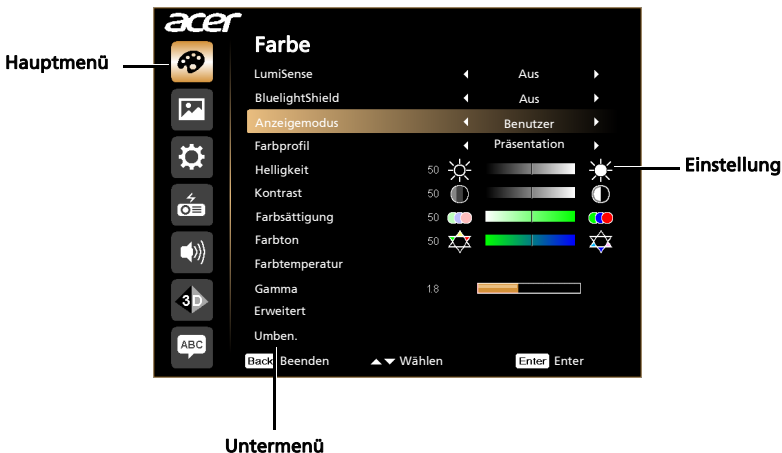 acer
Farbe
Hauptmenü
LumiSense Aus
BluelightShield Aus
Anzeigemodus Benutzer
Farbprofil Präsentation
Helligkeit 50
Einstellung
Kontrast 50
Farbsättigung 50
Farbton 50
Farbtemperatur
Gamma 1.8
Erweitert
Umben.
3D
ABC
Back Beenden Wählen Enter Enter
Untermenü